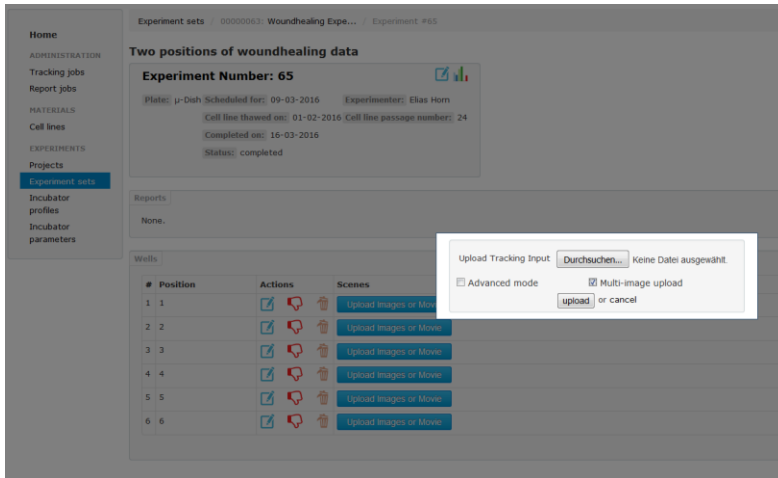 Experiment sets / 00000063: Woundhealing Expe... / Experiment #65
Home
ADMINISTRATION
Tracking jobs
Report jobs
MATERIALS
Cell lines
EXPERIMENTS
Projects
Experiment sets
Incubator
profiles
Incubator
parameters
Two positions of woundhealing data
Experiment Number: 65
Plate: µ-Dish Scheduled for: 09-03-2016 Experimenter: Elias Horn
Cell line thawed on: 01-02-2016 Cell line passage number: 24
Completed on: 16-03-2016
Status: completed
Reports
None.
Wells
# Position Actions Scenes
1 1 Upload Images or Movie
2 2 Upload Images or Movie
3 3 Upload Images or Movie
4 4 Upload Images or Movie
5 5 Upload Images or Movie
6 6 Upload Images or Movie
Upload Tracking Input Durchsuchen... Keine Datei ausgewählt.
Advanced mode Multi-image upload
upload or cancel